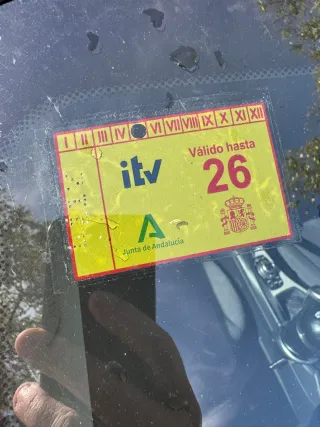 I II III IV VI VII VIII IX X XI XII
itv
Válido hasta
26
Junta de Andalucía